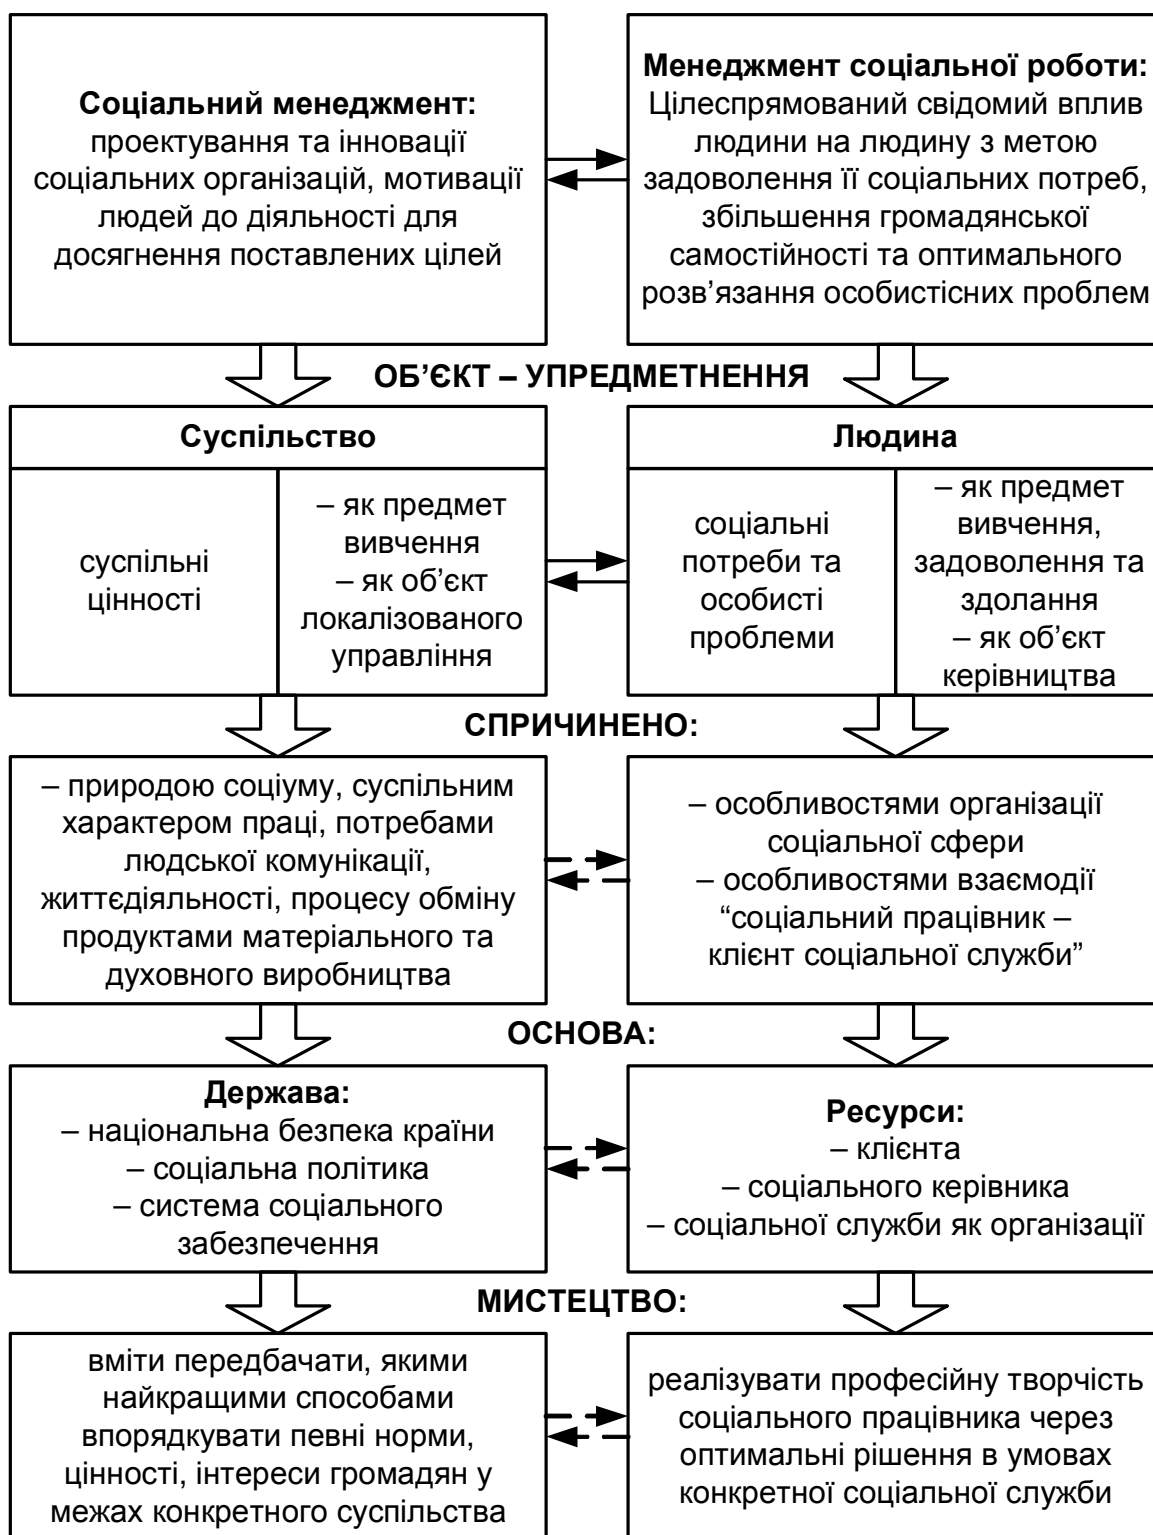 Соціальний менеджмент:
проектування та інновації
соціальних організацій, мотивації
людей до діяльності для
досягнення поставлених цілей
Менеджмент соціальної роботи:
Цілеспрямований свідомий вплив
людини на людину з метою
задоволення її соціальних потреб,
збільшення громадянської
самостійності та оптимального
розв'язання особистісних проблем
ОБ’ЄКТ – УПРЕДМЕТНЕННЯ
Суспільство
суспільні
цінності
– як предмет
вивчення
– як об’єкт
локалізованого
управління
Людина
соціальні
потреби та
особисті
проблеми
– як предмет
вивчення,
задоволення та
здолання
– як об’єкт
керівництва
СПРИЧИНЕНО:
– природою соціуму, суспільним
характером праці, потребами
людської комунікації,
життєдіяльності, процесу обміну
продуктами матеріального та
духовного виробництва
– особливостями організації
соціальної сфери
– особливостями взаємодії
“соціальний працівник –
клієнт соціальної служби”
ОСНОВА:
Держава:
– національна безпека країни
– соціальна політика
– система соціального
забезпечення
Ресурси:
– клієнта
– соціального керівника
– соціальної служби як організації
МИСТЕЦТВО:
вміти передбачати, якими
найкращими способами
впорядкувати певні норми,
цінності, інтереси громадян у
межах конкретного суспільства
реалізувати професійну творчість
соціального працівника через
оптимальні рішення в умовах
конкретної соціальної служби